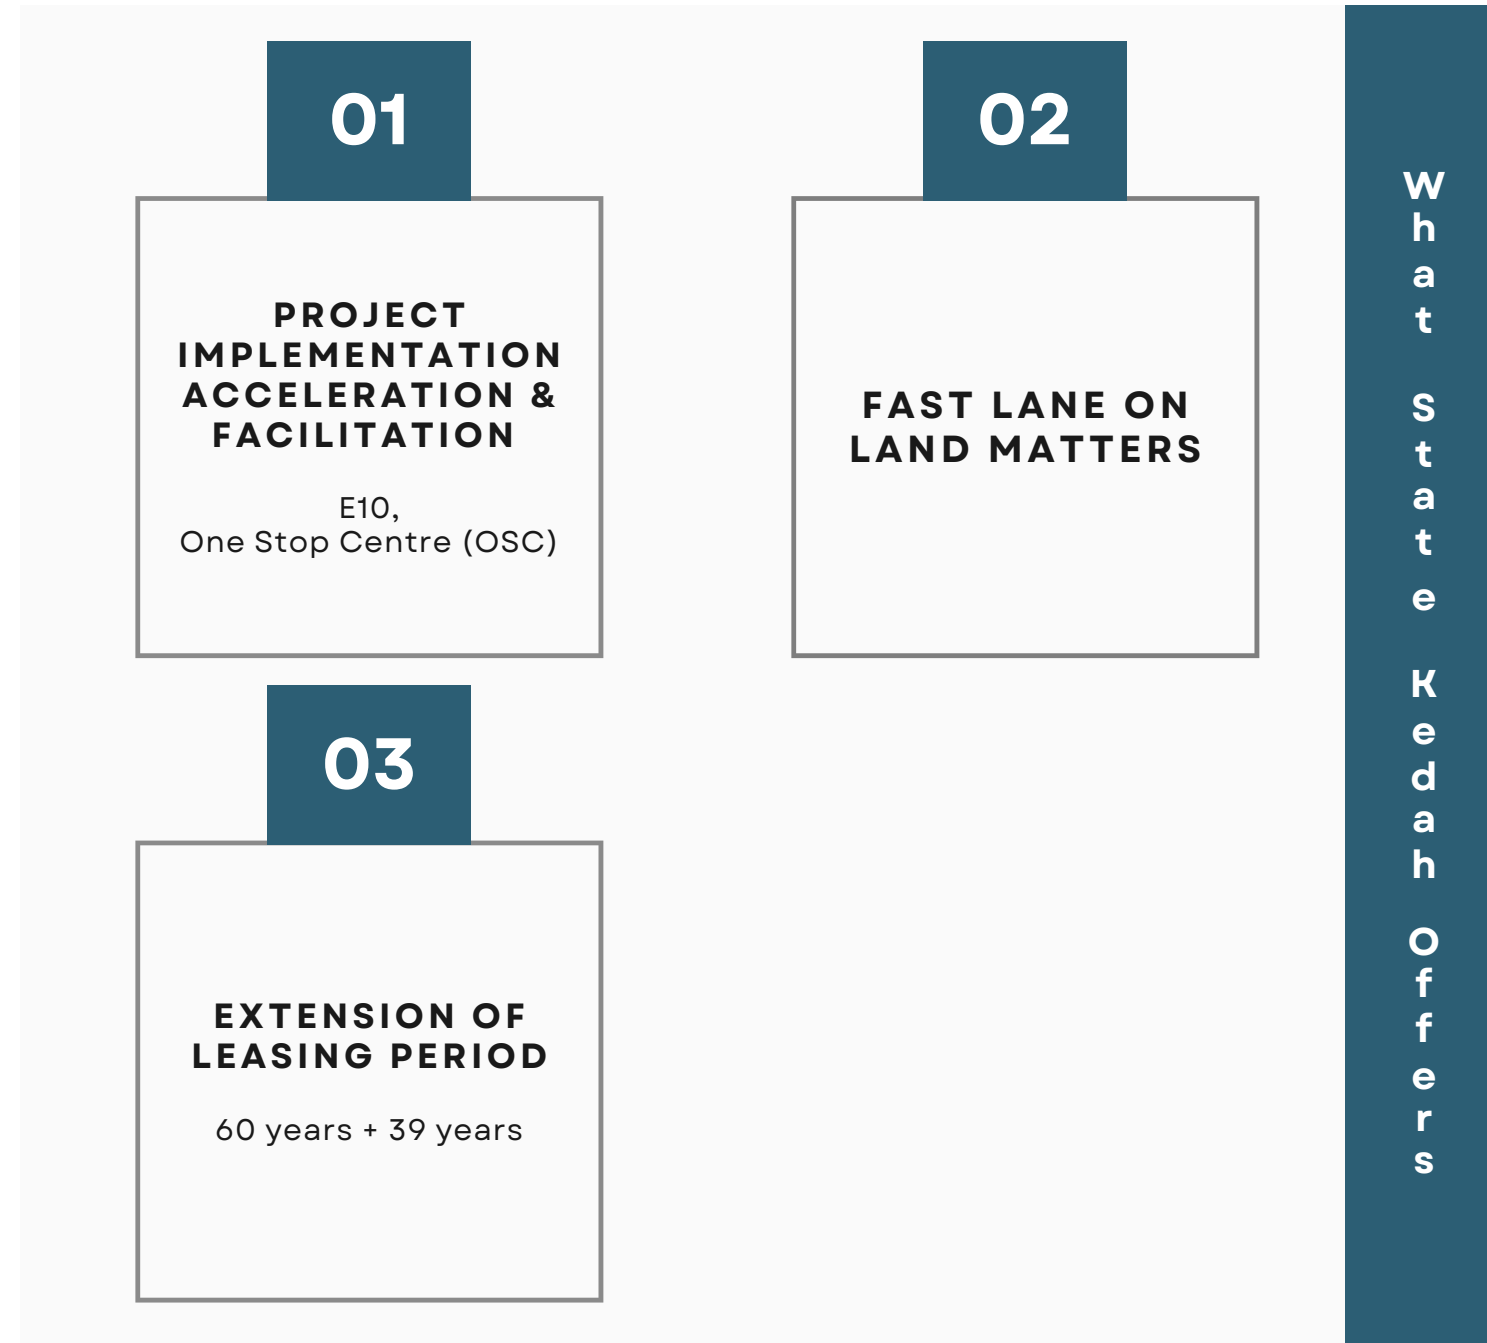 01
PROJECT
IMPLEMENTATION
ACCELERATION &
FACILITATION
E10,
One Stop Centre (OSC)
02
FAST LANE ON
LAND MATTERS
03
EXTENSION OF
LEASING PERIOD
60 years + 39 years
What State Kedah Offers